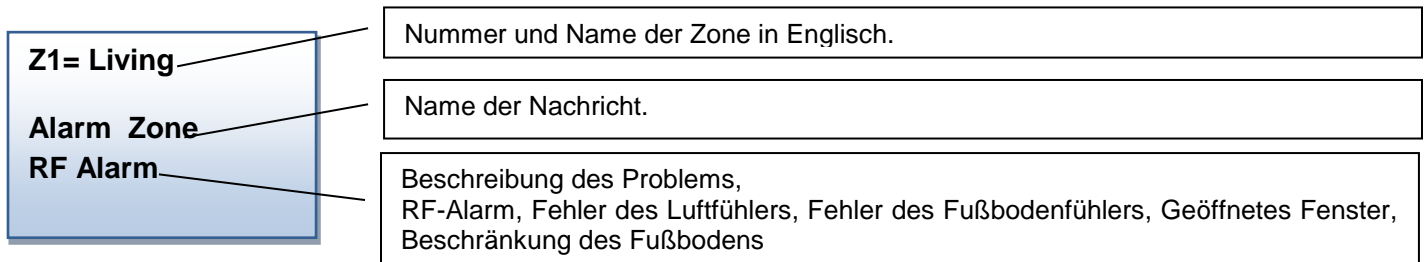 Z1= Living
Nummer und Name der Zone in Englisch.
Alarm Zone
Name der Nachricht.
RF Alarm
Beschreibung des Problems,
RF-Alarm, Fehler des Luftfühlers, Fehler des Fußbodenfühlers, Geöffnetes Fenster,
Beschränkung des Fußbodens